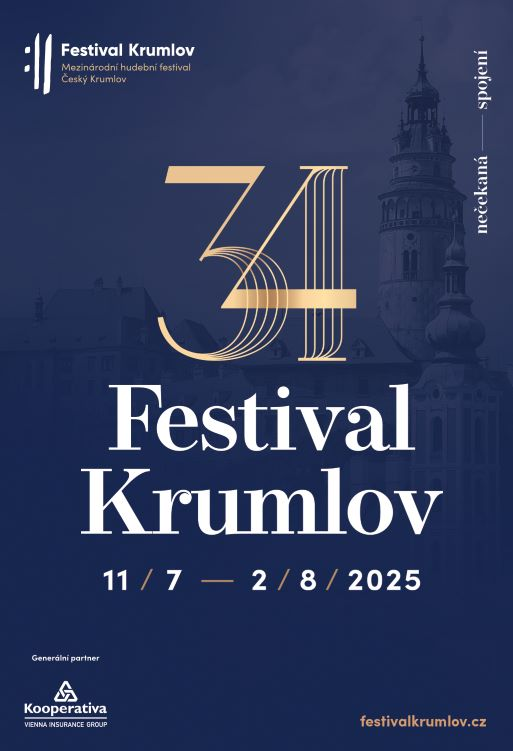 Festival Krumlov
Mezinárodní hudební festival
Český Krumlov
nečekaná — spojení
34
Festival
Krumlov
11 / 7 — 2 / 8 / 2025
Generální partner
Kooperativa
VIENNA INSURANCE GROUP
festivalkrumlov.cz